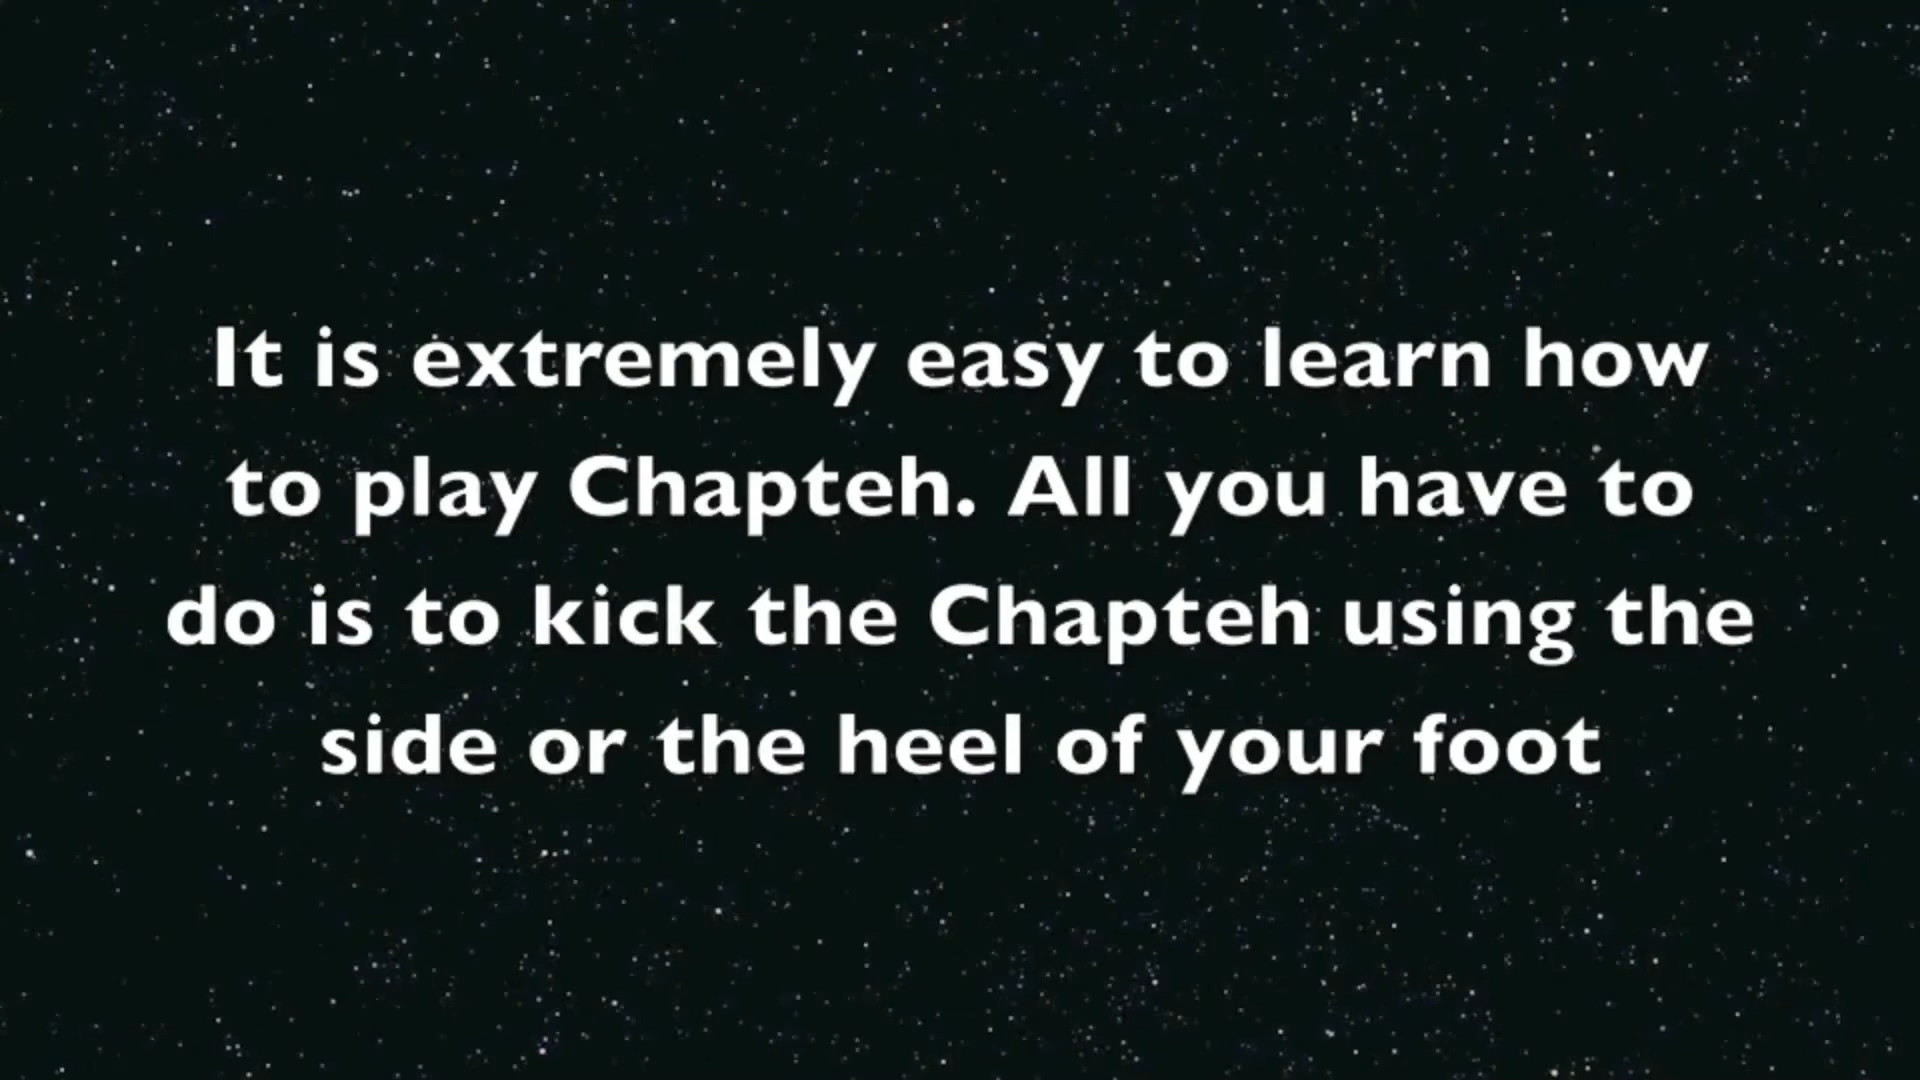 It is extremely easy to learn how
to play Chapteh. All you have to
do is to kick the Chapteh using the
side or the heel of your foot